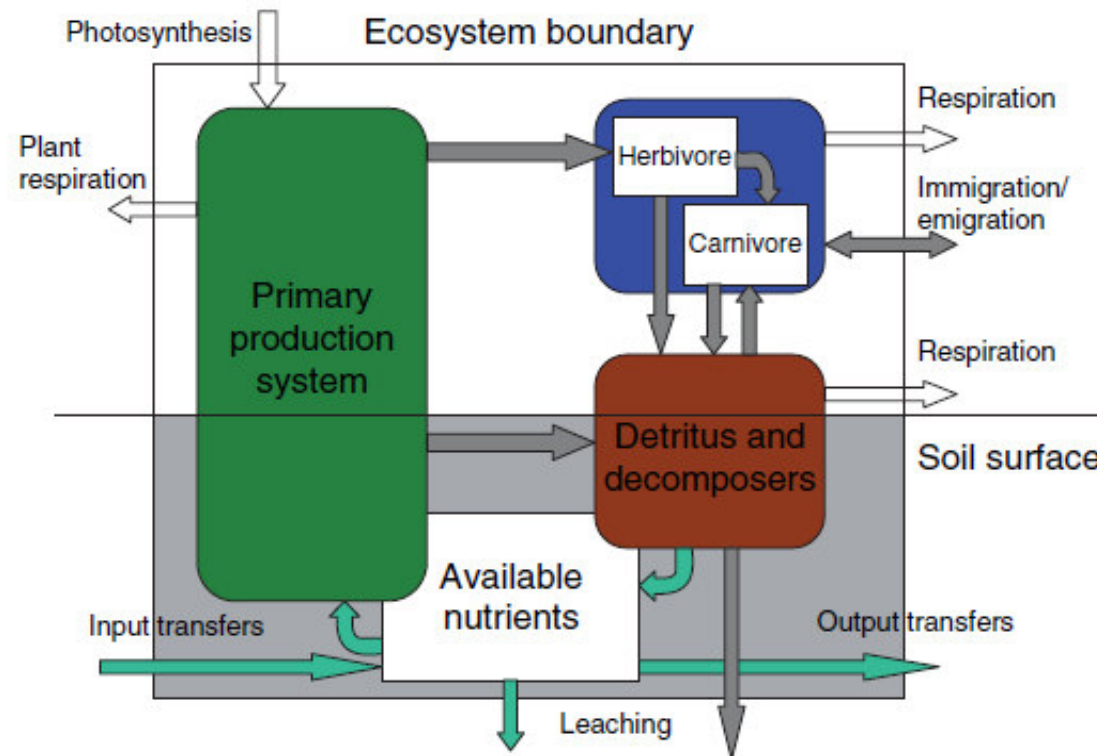 Photosynthesis
Ecosystem boundary
Plant
respiration
Herbivore
Carnivore
Respiration
Immigration/
emigration
Primary
production
system
Respiration
Detritus and
decomposers
Soil surface
Available
nutrients
Input transfers
Output transfers
Leaching